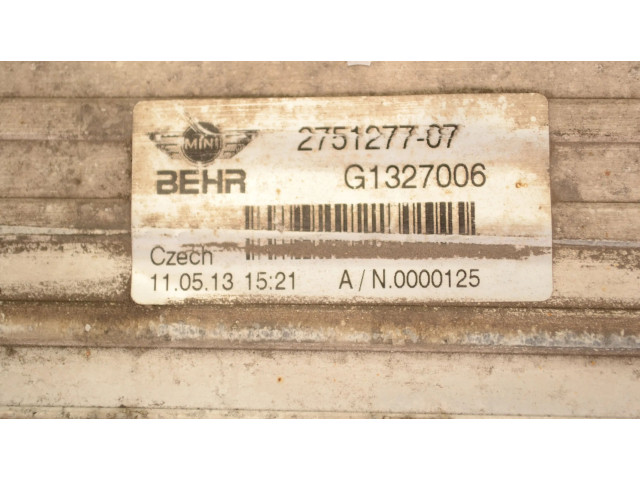 MINI
2751277-07
BEHR
G1327006
Czech
11.05.13 15:21 A/N.0000125